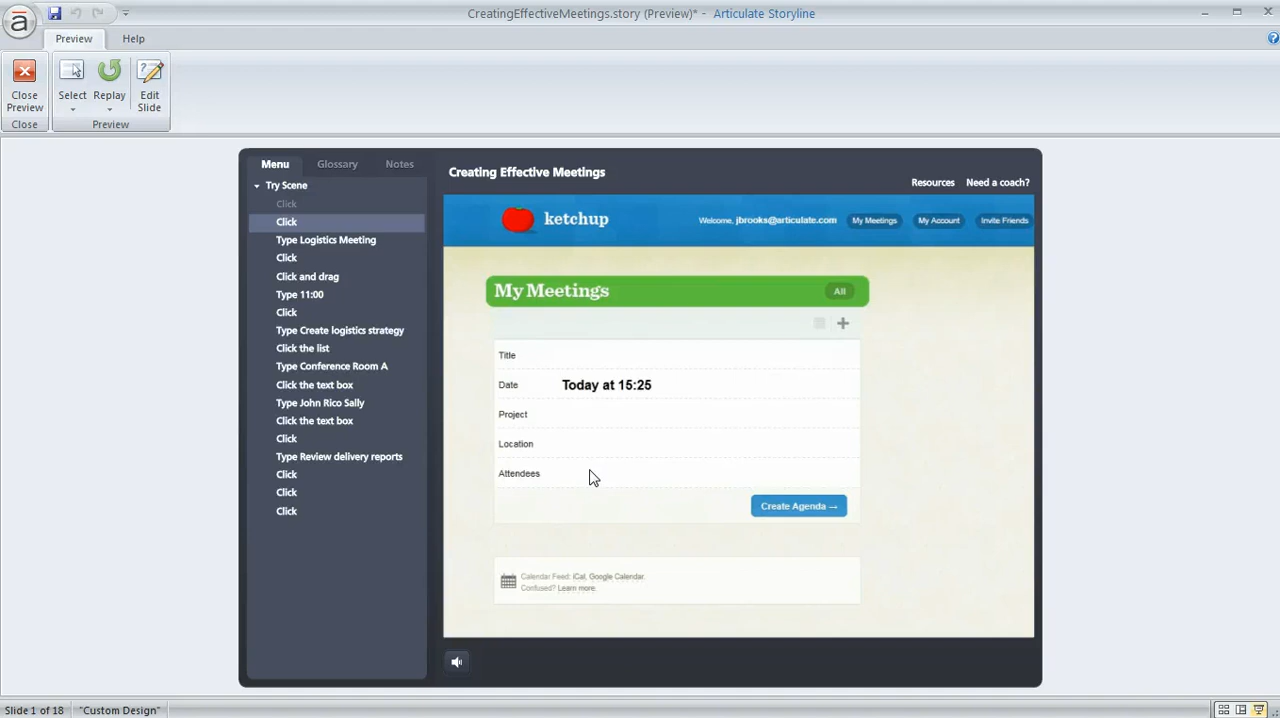 CreatingEffectiveMeetings.story (Preview)* - Articulate Storyline
Preview
Help
Close Preview
Select
Replay
Edit Slide
Close
Preview
Menu
Glossary
Notes
Try Scene
Click
Click
Type Logistics Meeting
Click
Click and drag
Type 11:00
Click
Type Create logistics strategy
Click the list
Type Conference Room A
Click the text box
Type John Rico Sally
Click the text box
Click
Type Review delivery reports
Click
Click
Click
Creating Effective Meetings
Resources
Need a coach?
ketchup
Welcome, jbrooks@articulate.com
My Meetings
My Account
Invite Friends
My Meetings
All
Title
Date
Today at 15:25
Project
Location
Attendees
Create Agenda →
Calendar Feed: iCal, Google Calendar.
Confused? Learn more.
Slide 1 of 18
"Custom Design"